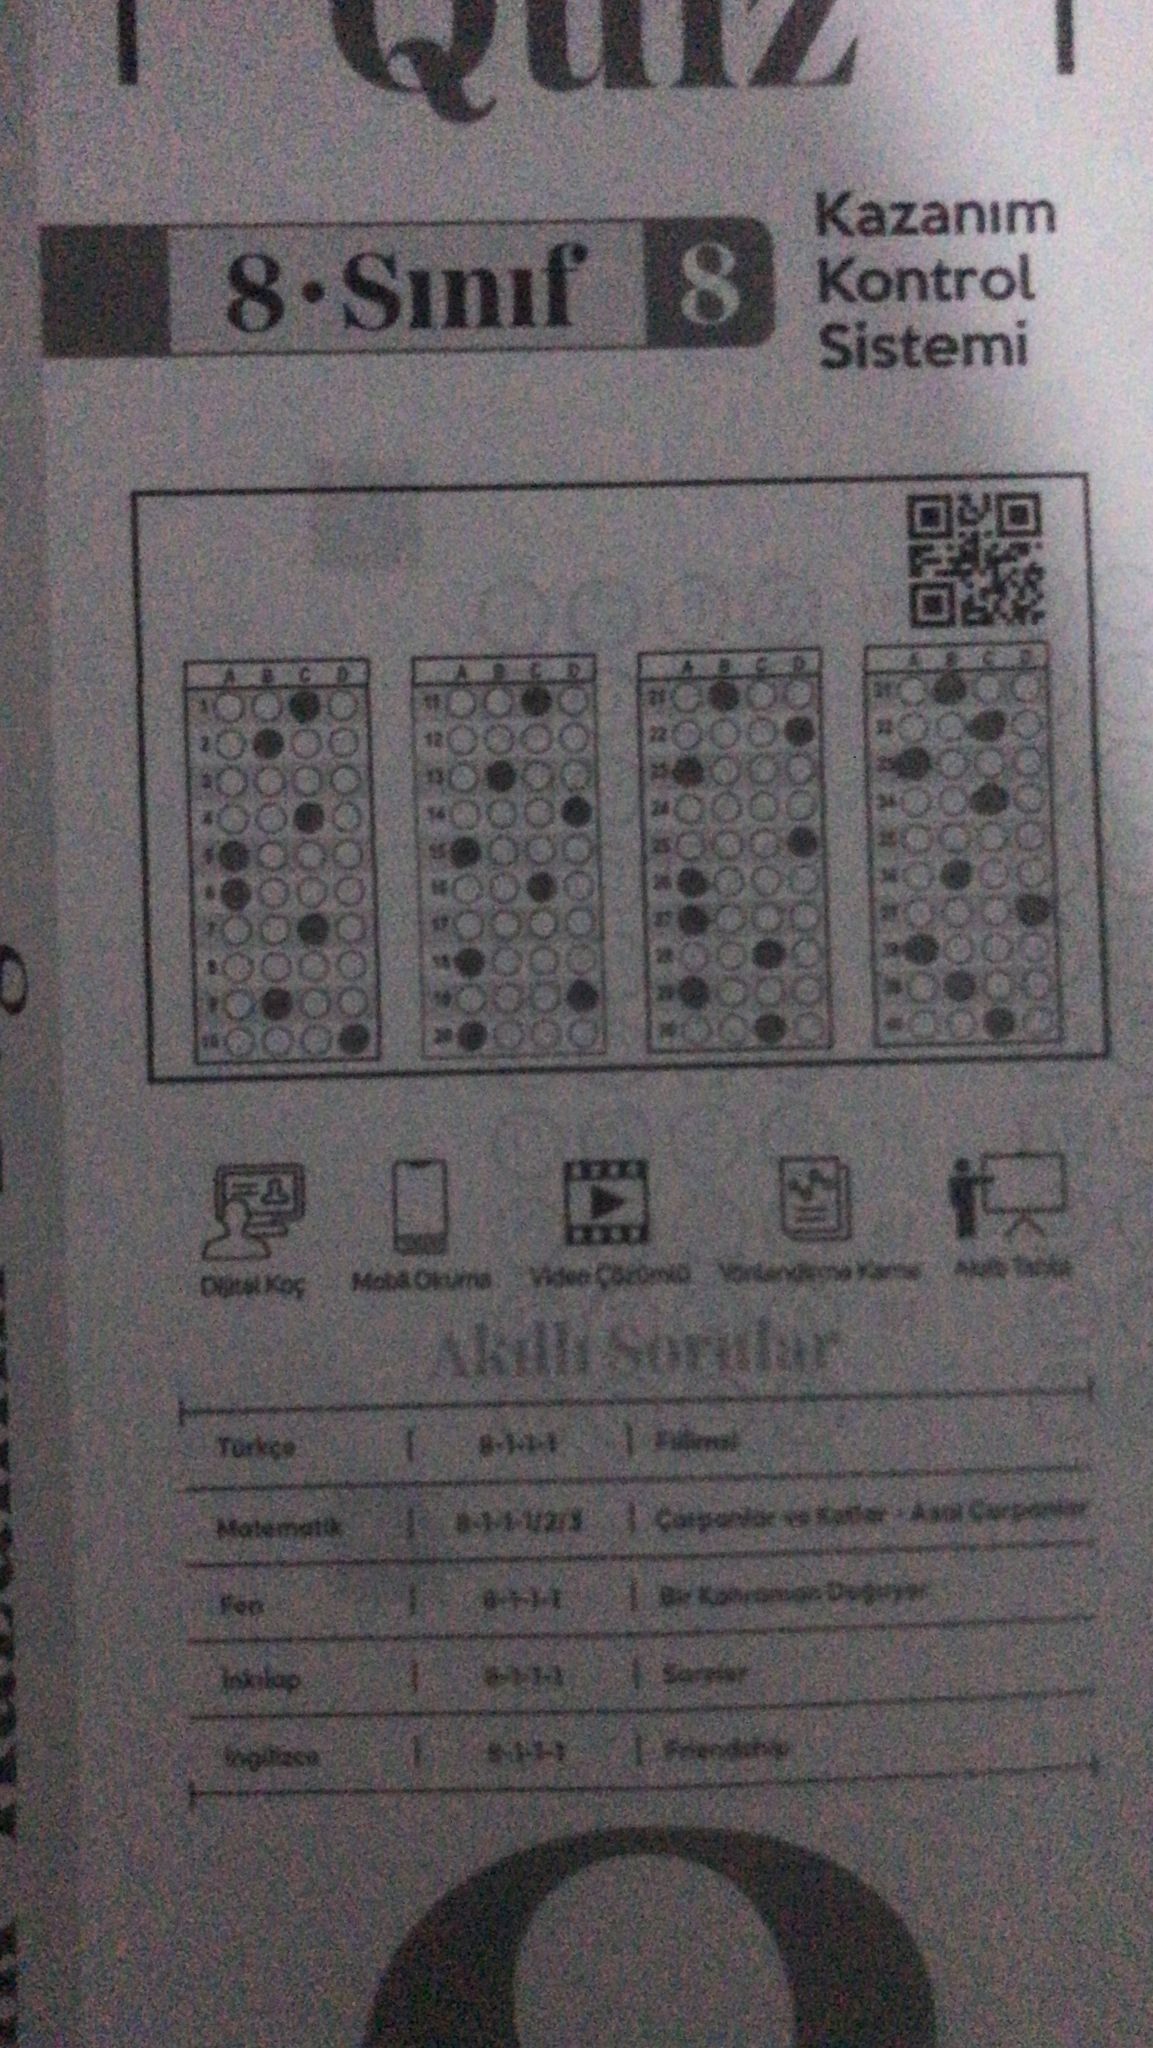 Quiz
8. Sınıf 8
Kazanım
Kontrol
Sistemi
A B C D A B C D A B C D A B C D
1 11 21 31
2 12 22 32
3 13 23 33
4 14 24 34
5 15 25 35
6 16 26 36
7 17 27 37
8 18 28 38
9 19 29 39
10 20 30 40
Dijital Koç Mobil Okuma Video Çözümlü Yönlendirme Karne Akıllı Tahta
Akıllı Sorular
Türkçe | 8-1-1-1 | Fiilimsi
Matematik | 8-1-1-1/2/3 | Çarpanlar ve Katlar - Asal Çarpanlar
Fen | 8-1-1-1 |
İnkılap | 8-1-1-1 | Bir Kahraman Doğuyor
İngilizce | 8-1-1-1 | Friendship